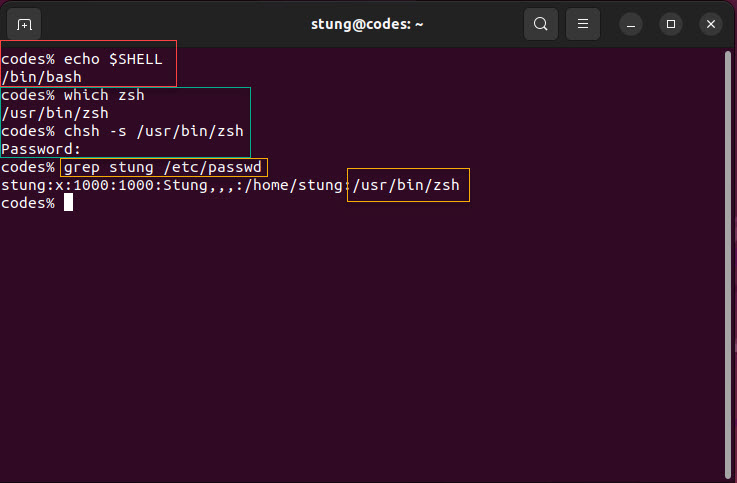 stung@codes: ~
codes% echo $SHELL
/bin/bash
codes% which zsh
/usr/bin/zsh
codes% chsh -s /usr/bin/zsh
Password:
codes% grep stung /etc/passwd
stung:x:1000:1000:Stung,,,:/home/stung:/usr/bin/zsh
codes%